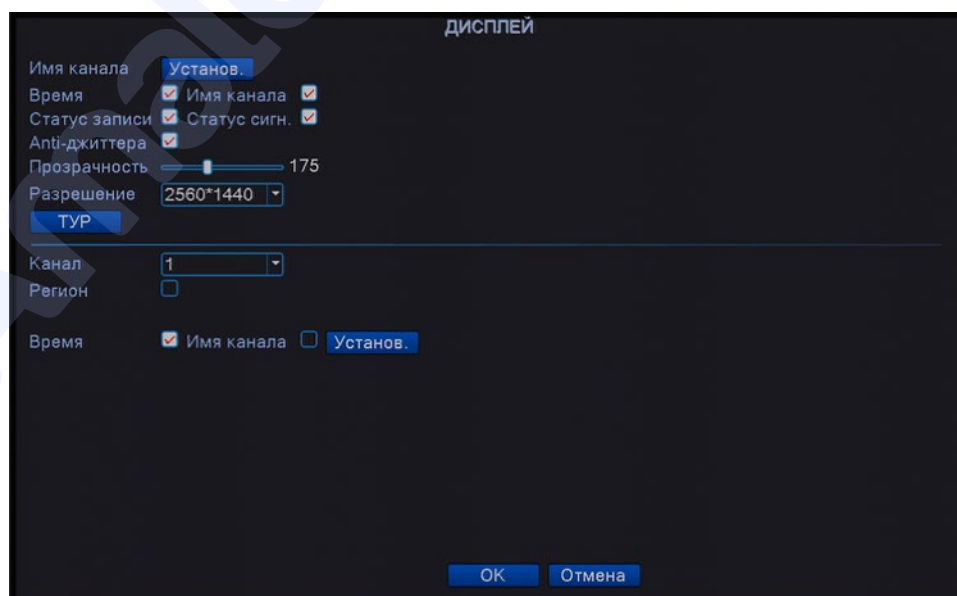 ДИСПЛЕЙ
Имя канала Установ.
Время Имя канала
Статус записи Статус сигн.
Anti-джиттера
Прозрачность 175
Разрешение 2560*1440
ТУР
Канал 1
Регион
Время Имя канала Установ.
OK Отмена